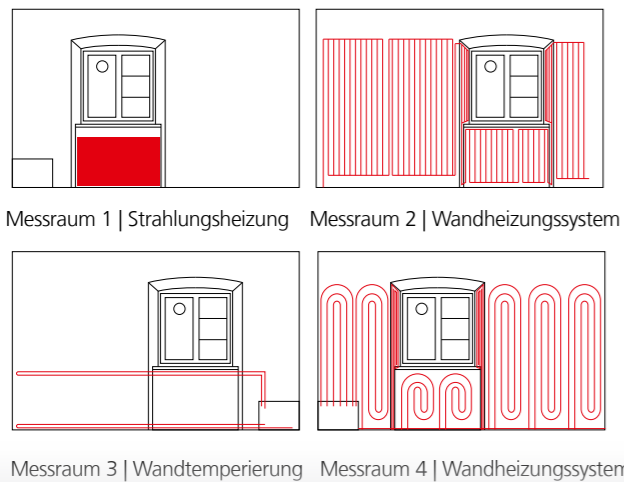 Messraum 1 | Strahlungsheizung
Messraum 2 | Wandheizungssystem
Messraum 3 | Wandtemperierung
Messraum 4 | Wandheizungssystem